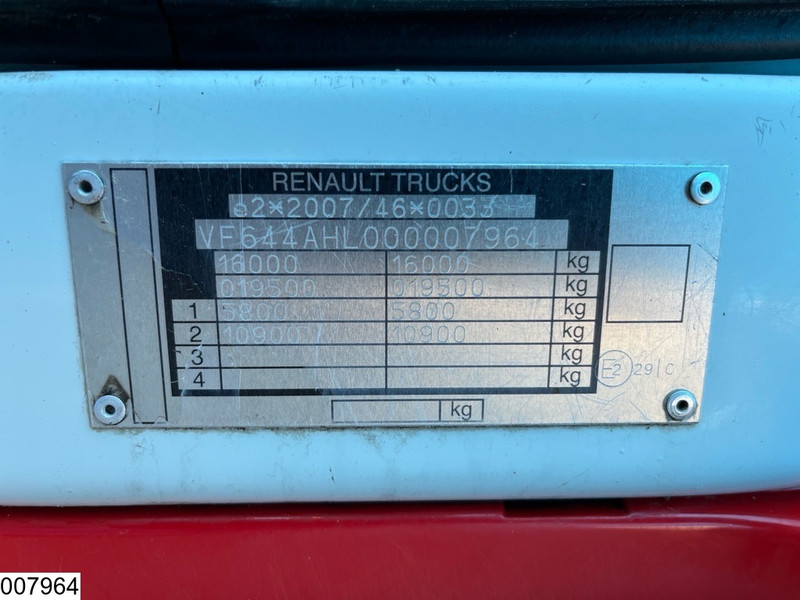 RENAULT TRUCKS
e2*2007/46*0033
VF644AHL000007964
16000 16000 kg
019500 019500 kg
1 5800 5800 kg
2 10900 10900 kg
3 kg
4 kg
E2 29 | C
kg
007964